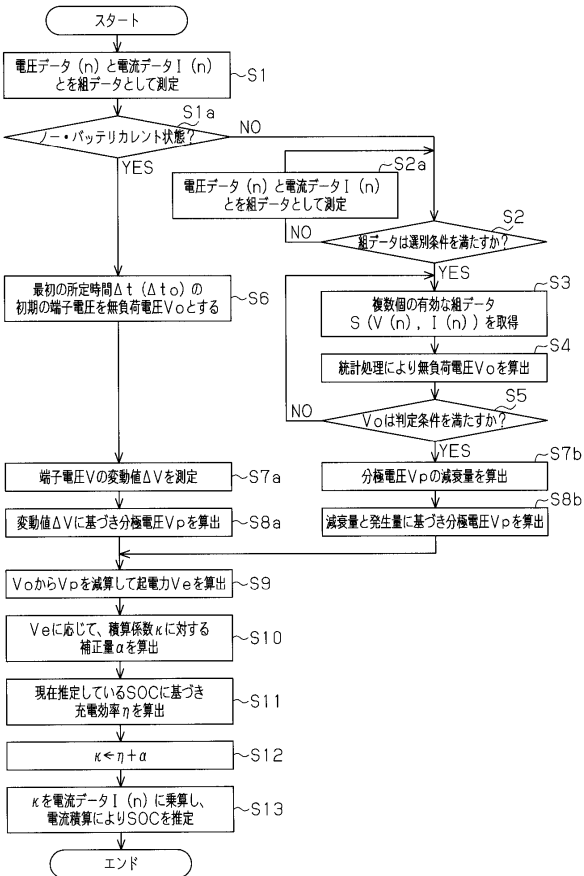 スタート
電圧データ (n) と電流データI (n)
とを組データとして測定
S1
S1a
ノー・バッテリカレント状態?
NO
YES
S2a
電圧データ (n) と電流データI (n)
とを組データとして測定
S2
組データは選別条件を満たすか?
NO
YES
S3
複数個の有効な組データ
S (V (n) , I (n) ) を取得
S4
統計処理により無負荷電圧Voを算出
S5
Voは判定条件を満たすか?
NO
YES
最初の所定時間Δt (Δto) の
初期の端子電圧を無負荷電圧Voとする
S6
端子電圧Vの変動値ΔVを測定
S7a
分極電圧Vpの減衰量を算出
S7b
変動値ΔVに基づき分極電圧Vpを算出
S8a
減衰量と発生量に基づき分極電圧Vpを算出
S8b
VoからVpを減算して起電力Veを算出
S9
Veに応じて、積算係数κに対する
補正量αを算出
S10
現在推定しているSOCに基づき
充電効率ηを算出
S11
κ←η+α
S12
κを電流データI (n) に乗算し、
電流積算によりSOCを推定
S13
エンド